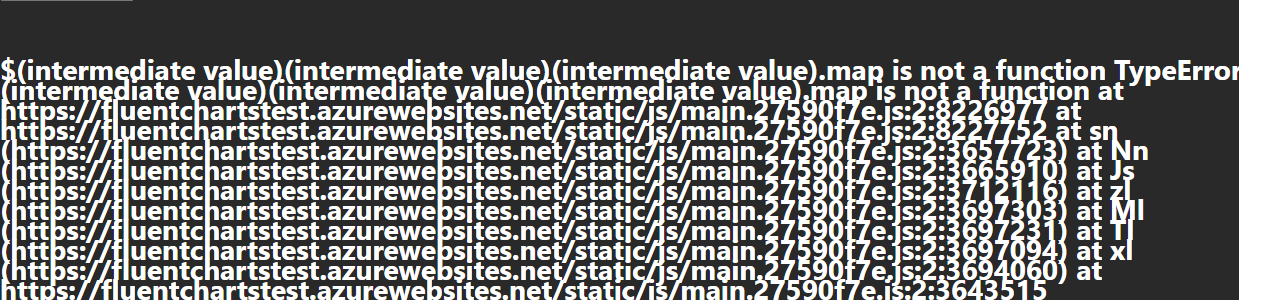 $(intermediate value)(intermediate value)(intermediate value).map is not a function TypeError
(intermediate value)(intermediate value)(intermediate value).map is not a function at
https://fluentchartstest.azurewebsites.net/static/js/main.27590f7e.js:2:8226977 at
https://fluentchartstest.azurewebsites.net/static/js/main.27590f7e.js:2:8227752 at sn
(https://fluentchartstest.azurewebsites.net/static/js/main.27590f7e.js:2:3657723) at Nn
(https://fluentchartstest.azurewebsites.net/static/js/main.27590f7e.js:2:3665910) at Js
(https://fluentchartstest.azurewebsites.net/static/js/main.27590f7e.js:2:3712116) at zl
(https://fluentchartstest.azurewebsites.net/static/js/main.27590f7e.js:2:3697303) at Ml
(https://fluentchartstest.azurewebsites.net/static/js/main.27590f7e.js:2:3697231) at Tl
(https://fluentchartstest.azurewebsites.net/static/js/main.27590f7e.js:2:3697094) at xl
(https://fluentchartstest.azurewebsites.net/static/js/main.27590f7e.js:2:3694060) at
https://fluentchartstest.azurewebsites.net/static/js/main.27590f7e.js:2:3643515